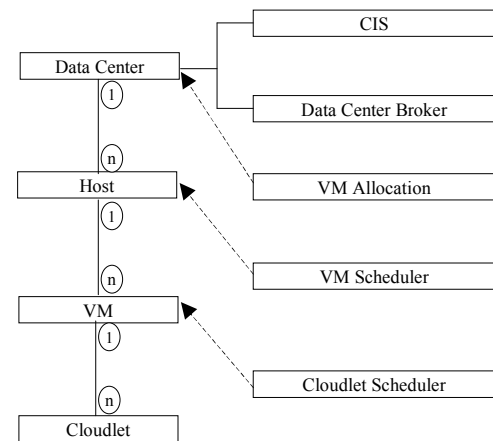 CIS
Data Center
1
Data Center Broker
n
Host
VM Allocation
1
n
VM Scheduler
VM
1
Cloudlet Scheduler
n
Cloudlet